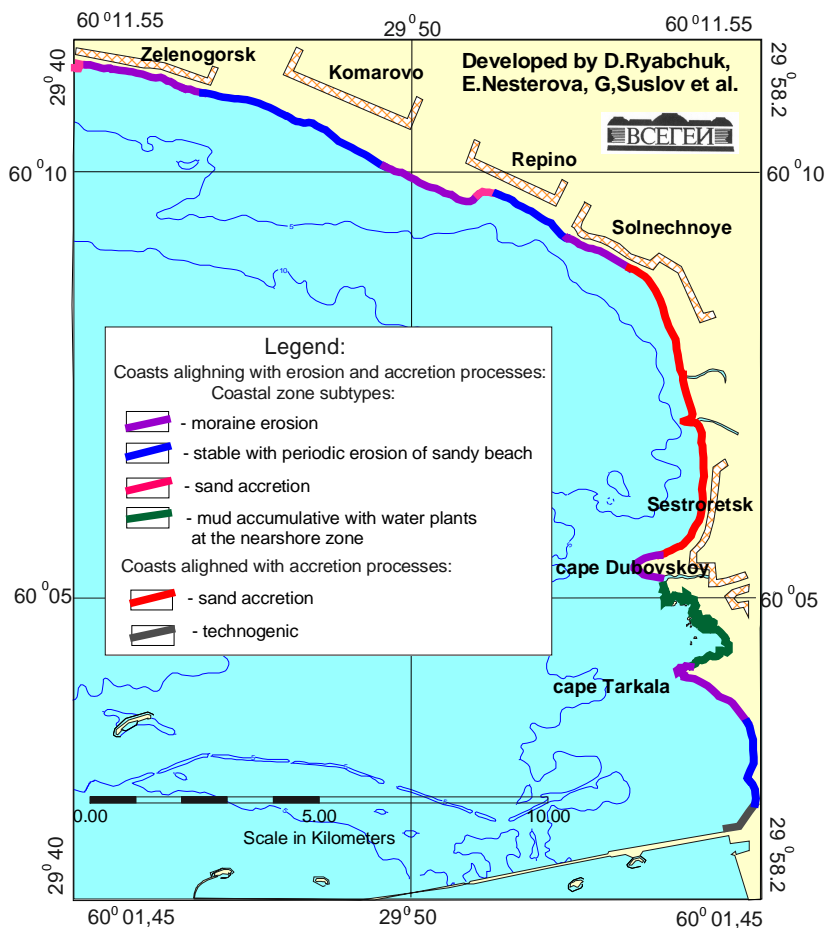 60 ⁰ 11.55
29 ⁰ 50
60 ⁰ 11.55
Zelenogorsk
Komarovo
Developed by D.Ryabchuk,
E.Nesterova, G,Suslov et al.
29 ⁰ 40
29 ⁰ 58.2
ВСЕГЕИ
Repino
60 ⁰ 10
60 ⁰ 10
Solnechnoye
5
10
Legend:
Coasts alighning with erosion and accretion processes:
Coastal zone subtypes:
- moraine erosion
- stable with periodic erosion of sandy beach
- sand accretion
- mud accumulative with water plants
at the nearshore zone
Coasts alighned with accretion processes:
- sand accretion
- technogenic
Sestroretsk
cape Dubovskoy
60 ⁰ 05
60 ⁰ 05
cape Tarkala
0.00
5.00
10.00
Scale in Kilometers
29 ⁰ 40
29 ⁰ 58.2
60 ⁰ 01,45
29 ⁰ 50
60 ⁰ 01,45